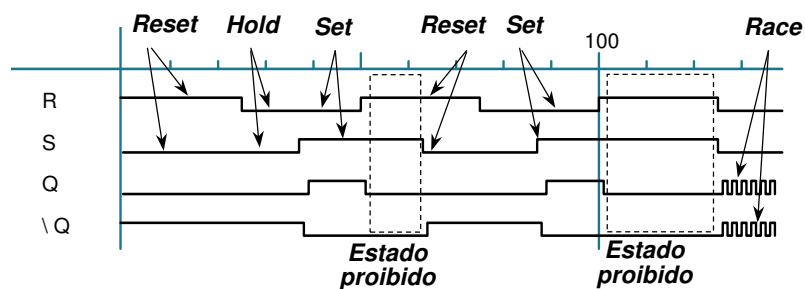 Reset Hold Set Reset Set Race
100
R
S
Q
\ Q
Estado
proibido
Estado
proibido